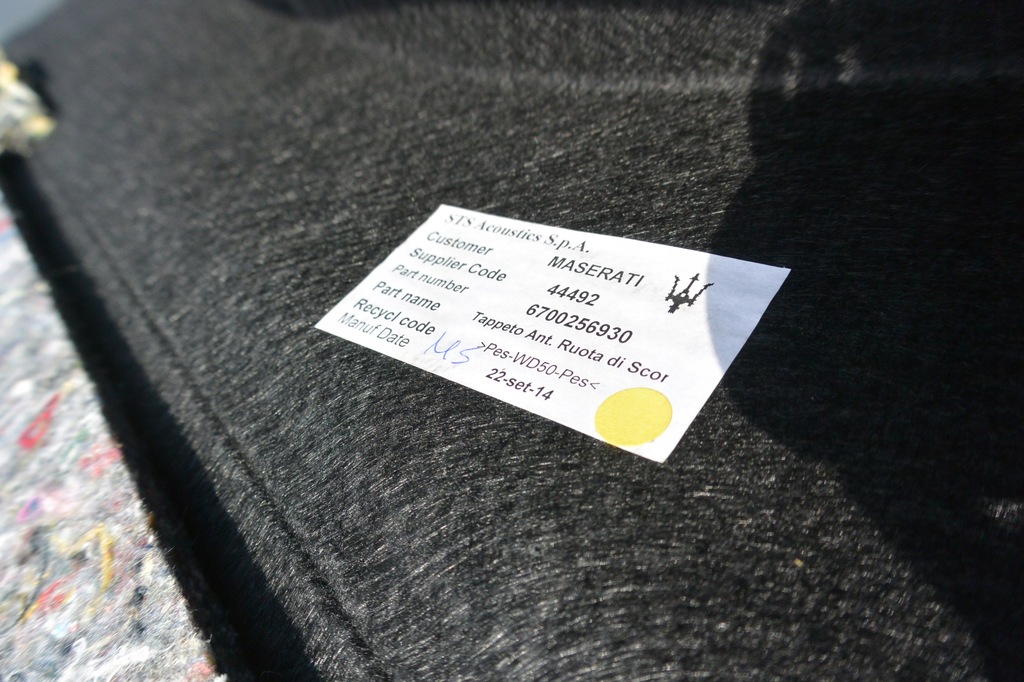 STS Acoustics S.p.A.
Customer MASERATI
Supplier Code 44492
Part number 6700256930
Part name Tappeto Ant. Ruota di Scor
Recycl code >Pes-WD50-Pes<
Manuf Date 22-set-14